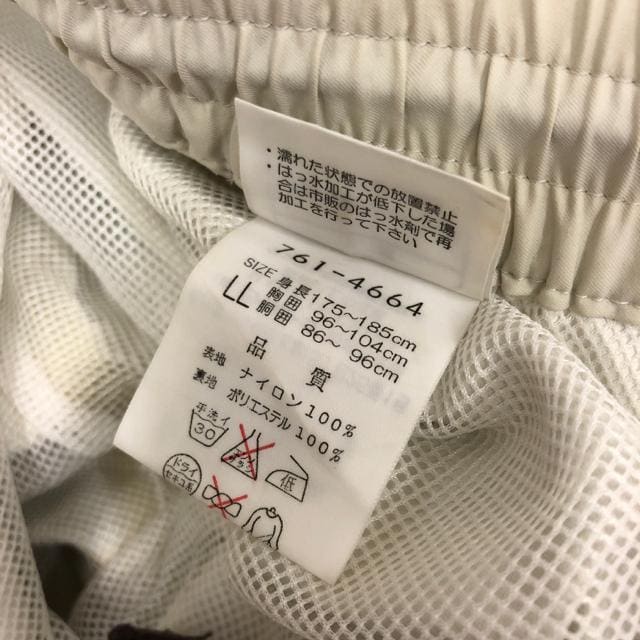 ・濡れた状態での放置禁止
・はっ水加工が低下した場
合は市販のはっ水剤で再
加工を行って下さい
761-4664
SIZE 身長175~185cm
LL 胸囲 96~104cm
胴囲 86~ 96cm
品質
表地 ナイロン100%
裏地 ポリエステル100%
手洗イ
30
低
ドライ
セキユ系